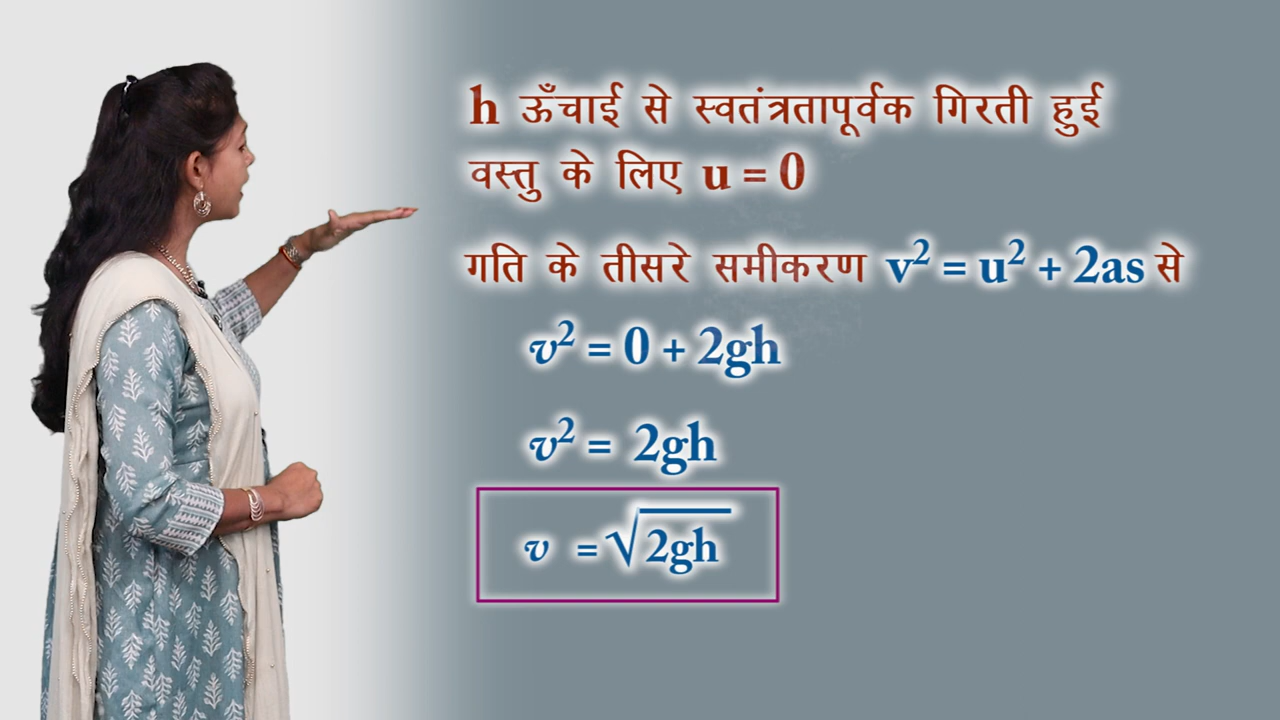 h ऊँचाई से स्वतंत्रतापूर्वक गिरती हुई
वस्तु के लिए u = 0
गति के तीसरे समीकरण v² = u² + 2as से
v² = 0 + 2gh
v² = 2gh
v = √2gh